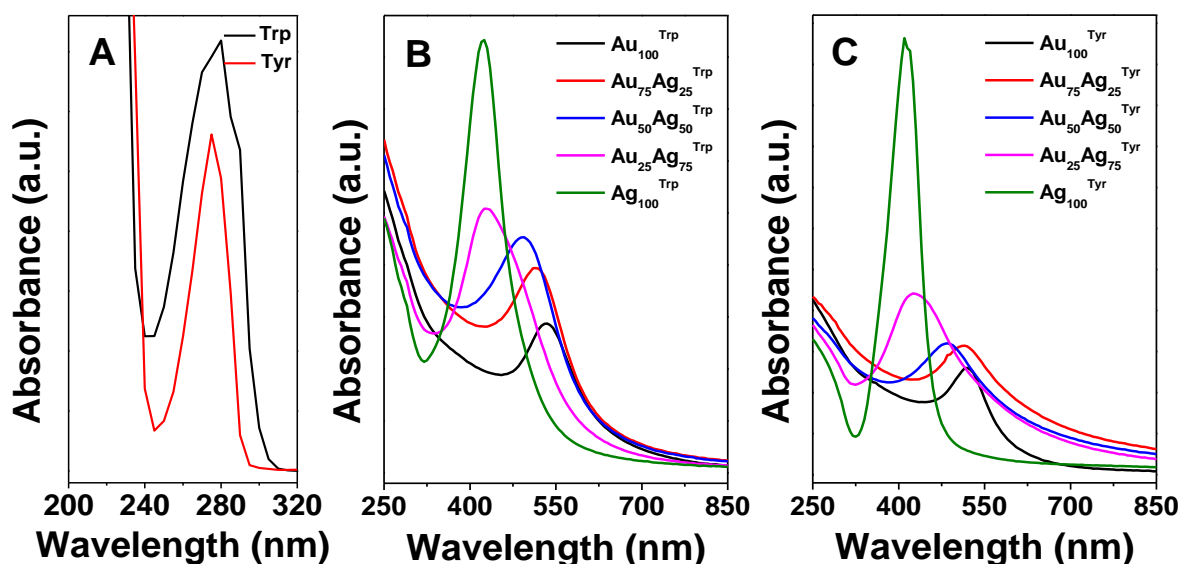 A
Trp
Tyr
Absorbance (a.u.)
200 240 280 320
Wavelength (nm)
B
Au100Trp
Au75Ag25Trp
Au50Ag50Trp
Au25Ag75Trp
Ag100Trp
Absorbance (a.u.)
250 400 550 700 850
Wavelength (nm)
C
Au100Tyr
Au75Ag25Tyr
Au50Ag50Tyr
Au25Ag75Tyr
Ag100Tyr
Absorbance (a.u.)
250 400 550 700 850
Wavelength (nm)